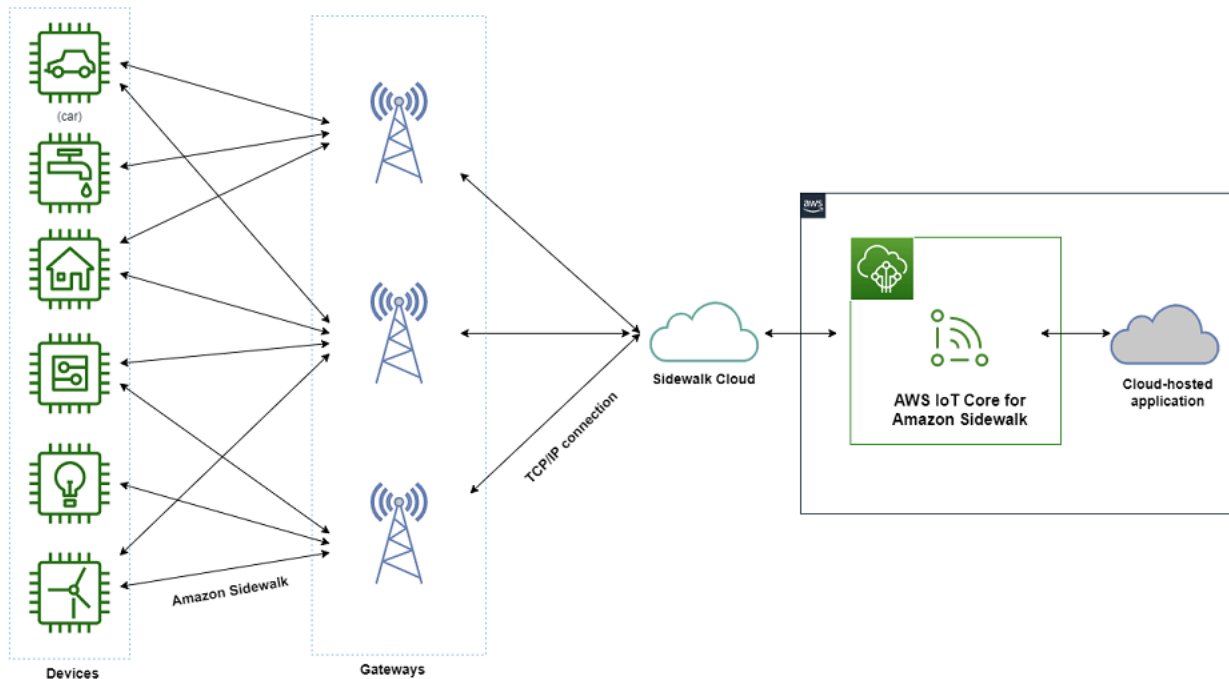 (car)
Devices
Amazon Sidewalk
Gateways
TCP/IP connection
Sidewalk Cloud
aws
AWS IoT Core for
Amazon Sidewalk
Cloud-hosted
application